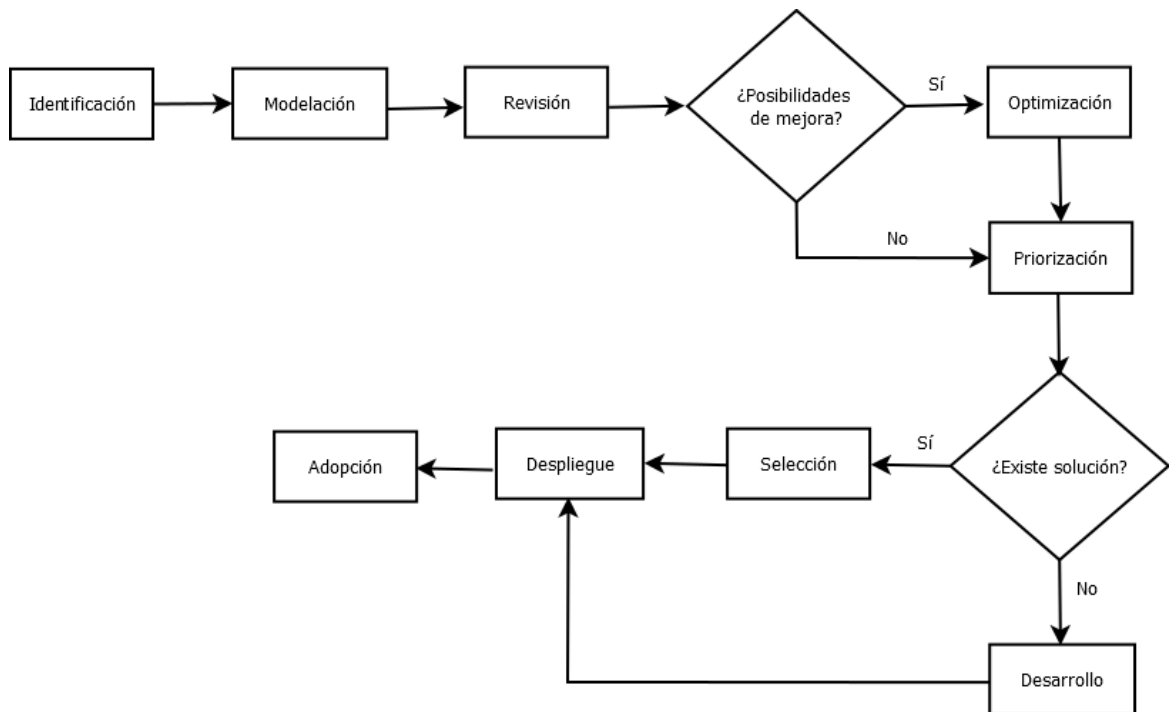 Identificación
Modelación
Revisión
¿Posibilidades
de mejora?
Sí
Optimización
No
Priorización
¿Existe solución?
Sí
Selección
Despliegue
Adopción
No
Desarrollo